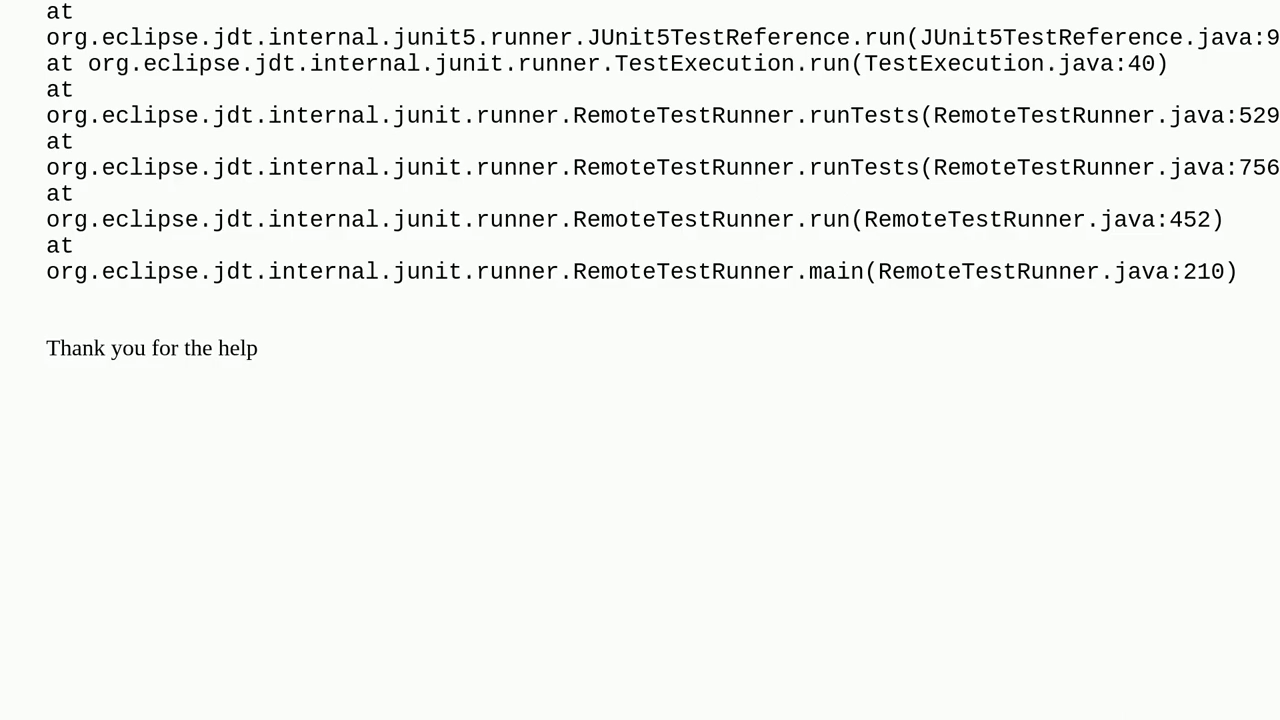 at
org.eclipse.jdt.internal.junit5.runner.JUnit5TestReference.run(JUnit5TestReference.java:9
at org.eclipse.jdt.internal.junit.runner.TestExecution.run(TestExecution.java:40)
at
org.eclipse.jdt.internal.junit.runner.RemoteTestRunner.runTests(RemoteTestRunner.java:529
at
org.eclipse.jdt.internal.junit.runner.RemoteTestRunner.runTests(RemoteTestRunner.java:756
at
org.eclipse.jdt.internal.junit.runner.RemoteTestRunner.run(RemoteTestRunner.java:452)
at
org.eclipse.jdt.internal.junit.runner.RemoteTestRunner.main(RemoteTestRunner.java:210)
Thank you for the help